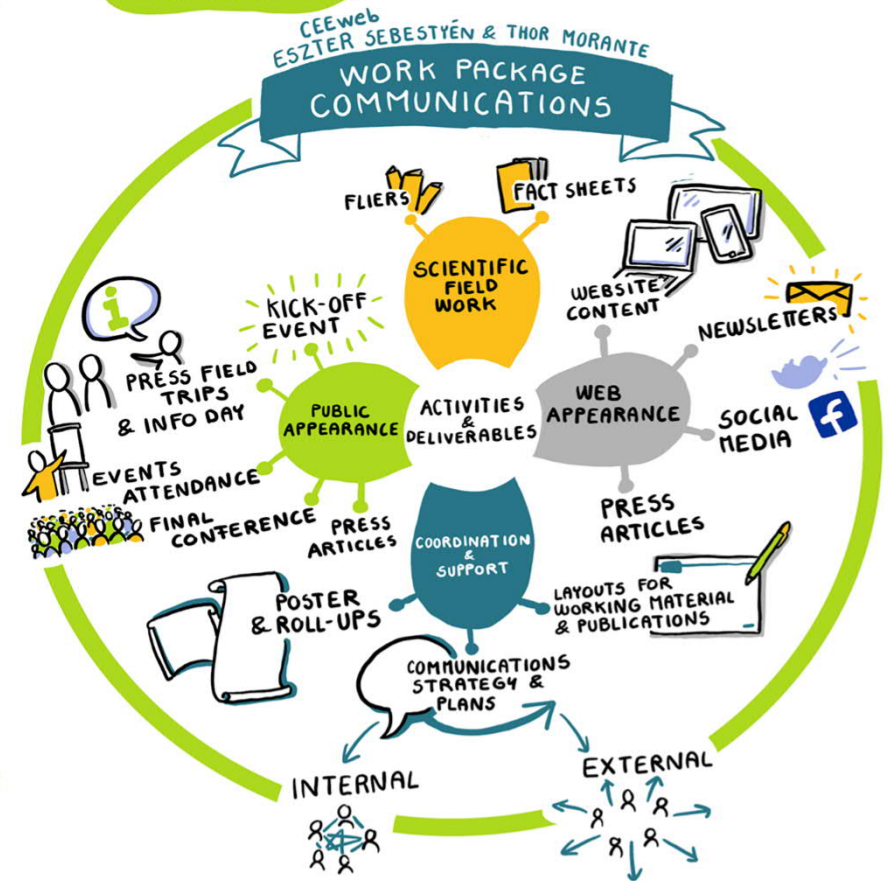 CEEweb
ESZTER SEBESTYÉN & THOR MORANTE
WORK PACKAGE
COMMUNICATIONS
FLIERS
FACT SHEETS
SCIENTIFIC
FIELD
WORK
WEBSITE
CONTENT
NEWSLETTERS
SOCIAL
MEDIA
f
PRESS
ARTICLES
WEB
APPEARANCE
i
KICK-OFF
EVENT
PRESS FIELD
TRIPS
& INFO DAY
EVENTS
ATTENDANCE
FINAL
CONFERENCE
PRESS
ARTICLES
PUBLIC
APPEARANCE
ACTIVITIES
&
DELIVERABLES
COORDINATION
&
SUPPORT
POSTER
& ROLL-UPS
LAYOUTS FOR
WORKING MATERIAL
& PUBLICATIONS
COMMUNICATIONS
STRATEGY &
PLANS
INTERNAL
EXTERNAL